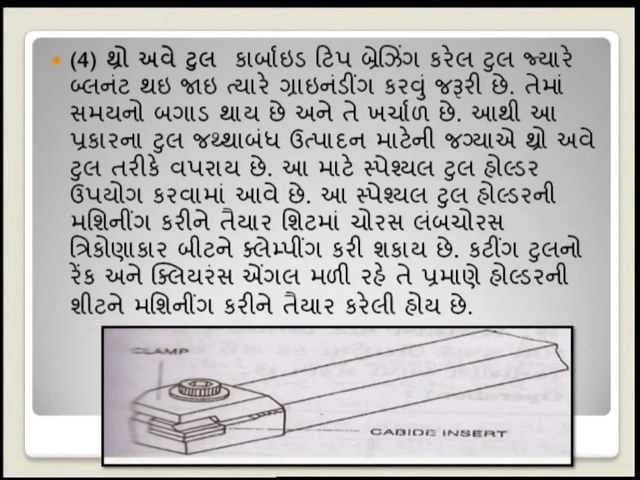 • (4) થ્રો અવે ટુલ કાર્બાઇડ ટિપ બ્રેઝિંગ કરેલ ટુલ જ્યારે
બ્લનંટ થઇ જાઇ ત્યારે ગ્રાઇનંડીંગ કરવું જરૂરી છે. તેમાં
સમયનો બગાડ થાય છે અને તે ખર્ચાળ છે. આથી આ
પ્રકારના ટુલ જથ્થાબંધ ઉત્પાદન માટેની જગ્યાએ થ્રો અવે
ટુલ તરીકે વપરાય છે. આ માટે સ્પેશ્યલ ટુલ હોલ્ડર
ઉપયોગ કરવામાં આવે છે. આ સ્પેશ્યલ ટુલ હોલ્ડરની
મશિનીંગ કરીને તૈયાર શિટમાં ચોરસ લંબચોરસ
ત્રિકોણાકાર બીટને ક્લેમ્પીંગ કરી શકાય છે. કટીંગ ટુલનો
રેંક અને ક્લિયરંસ એંગલ મળી રહે તે પ્રમાણે હોલ્ડરની
શીટને મશિનીંગ કરીને તૈયાર કરેલી હોય છે.
CLAMP
CABIDE INSERT